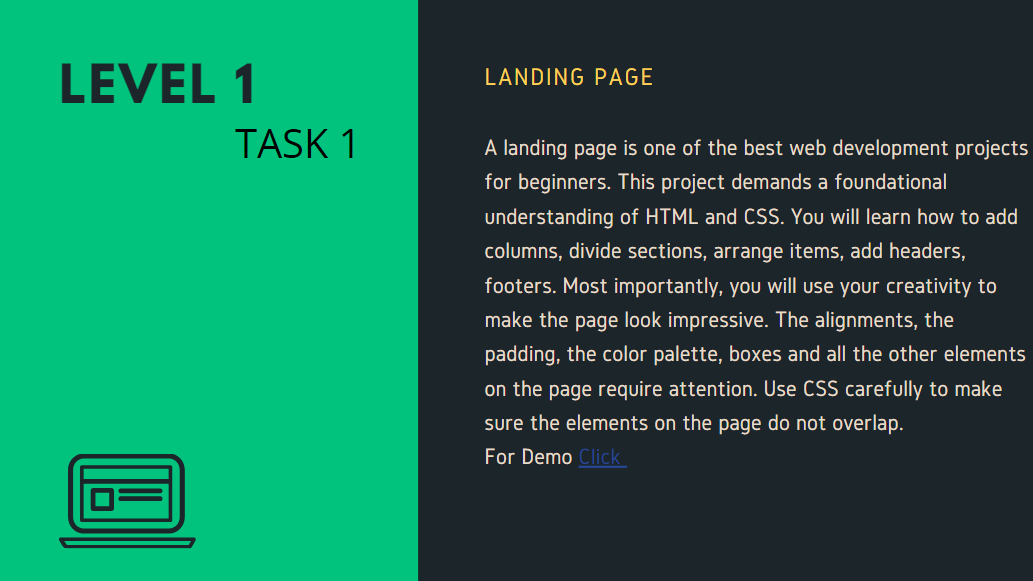 LEVEL 1
TASK 1
LANDING PAGE
A landing page is one of the best web development projects
for beginners. This project demands a foundational
understanding of HTML and CSS. You will learn how to add
columns, divide sections, arrange items, add headers,
footers. Most importantly, you will use your creativity to
make the page look impressive. The alignments, the
padding, the color palette, boxes and all the other elements
on the page require attention. Use CSS carefully to make
sure the elements on the page do not overlap.
For Demo Click